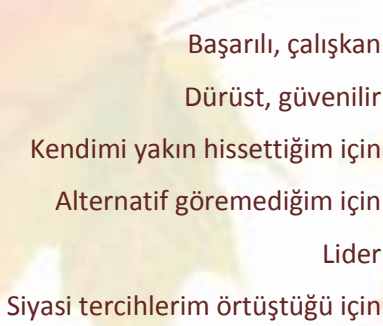 Başarılı, çalışkan
Dürüst, güvenilir
Kendimi yakın hissettiğim için
Alternatif göremediğim için
Lider
Siyasi tercihlerim örtüştüğü için